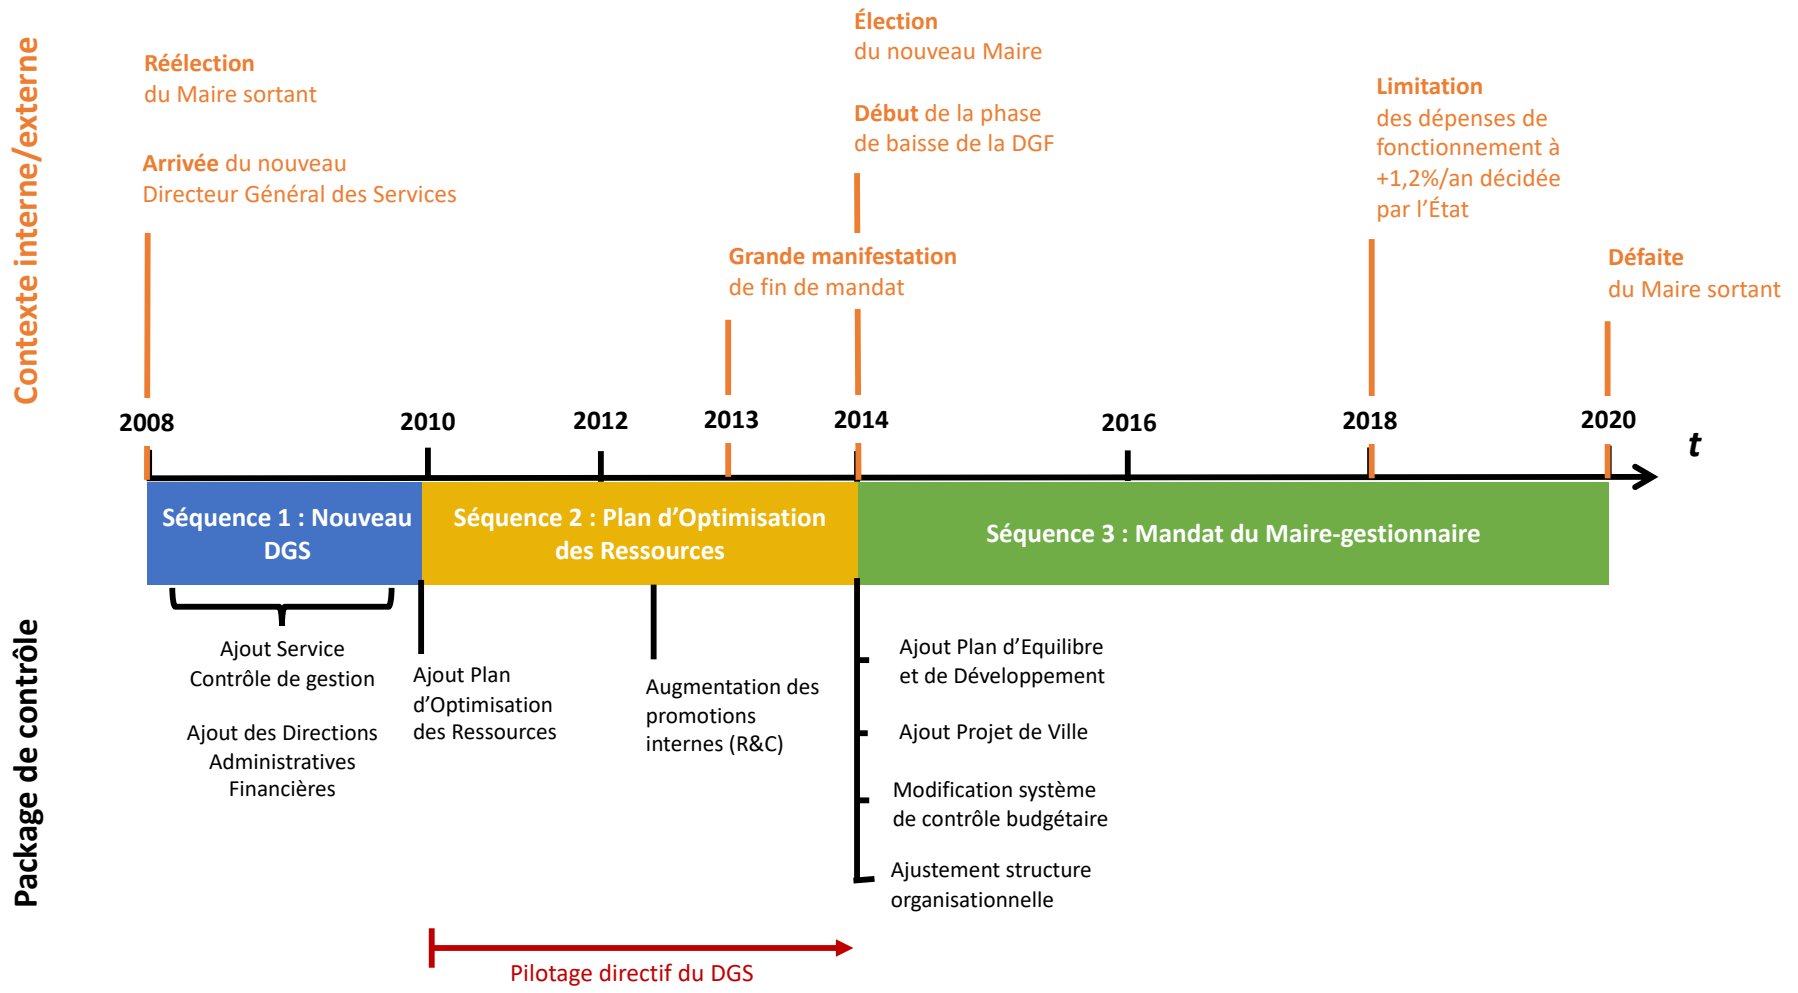 Contexte interne/externe
Réélection
du Maire sortant
Arrivée du nouveau
Directeur Général des Services
Élection
du nouveau Maire
Début de la phase
de baisse de la DGF
Grande manifestation
de fin de mandat
Limitation
des dépenses de
fonctionnement à
+1,2%/an décidée
par l’État
Défaite
du Maire sortant
2008
2010
2012
2013
2014
2016
2018
2020
t
Séquence 1 : Nouveau
DGS
Séquence 2 : Plan d’Optimisation
des Ressources
Séquence 3 : Mandat du Maire-gestionnaire
Package de contrôle
Ajout Service
Contrôle de gestion
Ajout des Directions
Administratives
Financières
Ajout Plan
d’Optimisation
des Ressources
Augmentation des
promotions
internes (R&C)
Ajout Plan d’Equilibre
et de Développement
Ajout Projet de Ville
Modification système
de contrôle budgétaire
Ajustement structure
organisationnelle
Pilotage directif du DGS